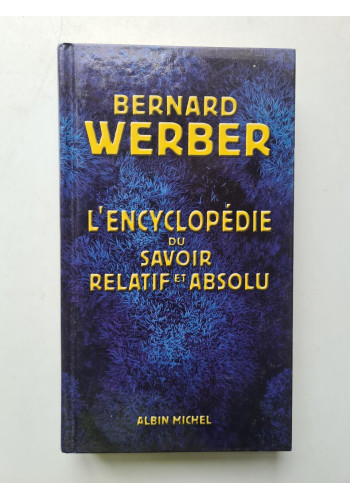 BERNARD
WERBER
L'ENCYCLOPÉDIE
DU
SAVOIR
RELATIF ET ABSOLU
ALBIN MICHEL